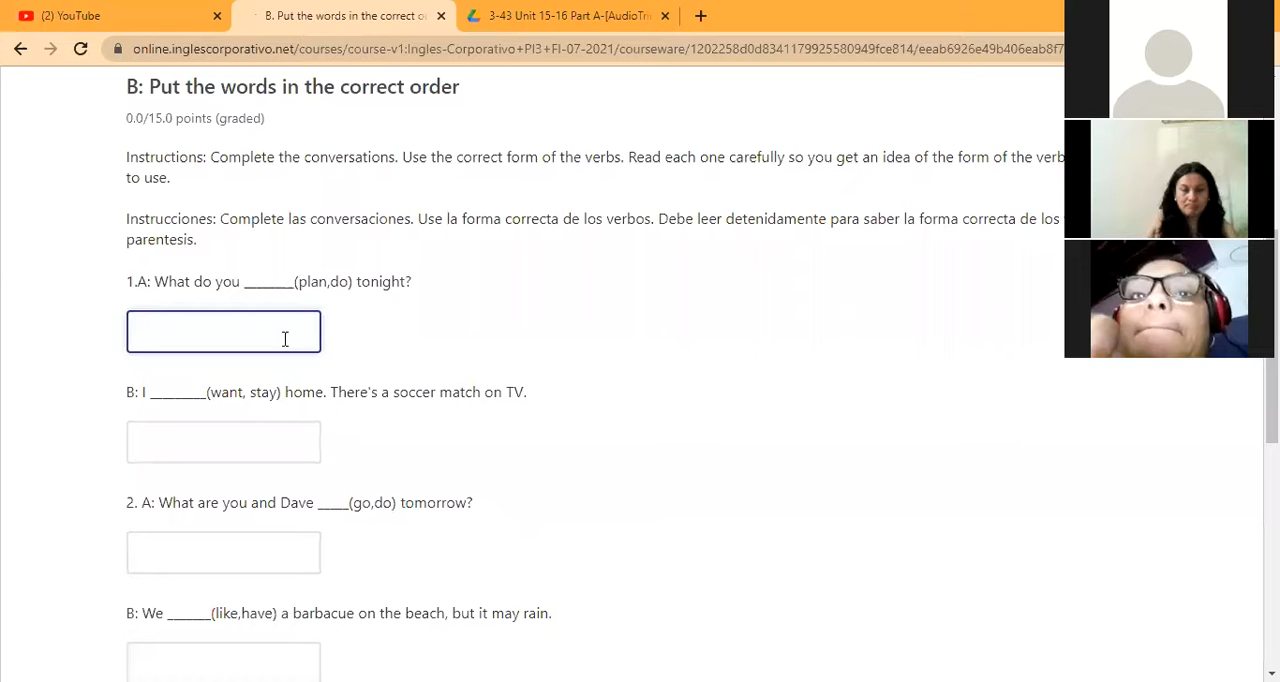 (2) YouTube
B. Put the words in the correct o
3-43 Unit 15-16 Part A-[AudioTri
online.inglescorporativo.net/courses/course-v1:Ingles-Corporativo+PI3+FI-07-2021/courseware/1202258d0d8341179925580949fce814/eeab6926e49b406eab8f7
B: Put the words in the correct order
0.0/15.0 points (graded)
Instructions: Complete the conversations. Use the correct form of the verbs. Read each one carefully so you get an idea of the form of the verb
to use.
Instrucciones: Complete las conversaciones. Use la forma correcta de los verbos. Debe leer detenidamente para saber la forma correcta de los
parentesis.
1.A: What do you _______(plan,do) tonight?
B: I ________(want, stay) home. There's a soccer match on TV.
2. A: What are you and Dave ____(go,do) tomorrow?
B: We ______(like,have) a barbacue on the beach, but it may rain.